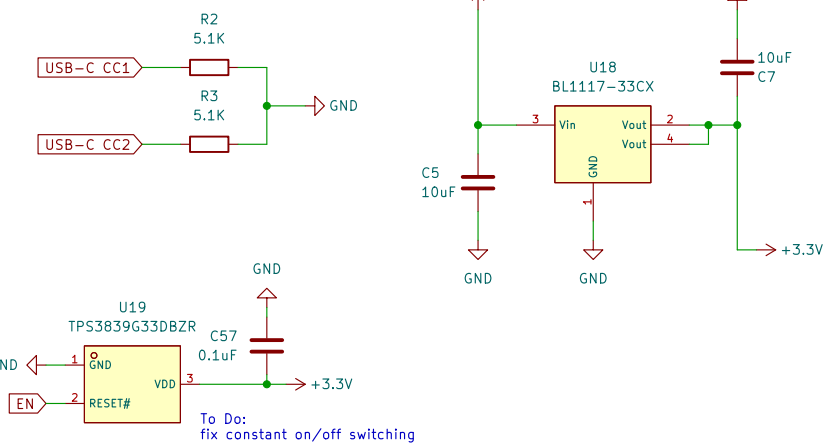 R2
5.1K
USB-C CC1
R3
5.1K
GND
USB-C CC2
10uF
C7
U18
BL1117-33CX
3
Vin
Vout
2
Vout
4
GND
1
C5
10uF
+3.3V
GND
GND
GND
U19
TPS3839G33DBZR
C57
0.1uF
ND
1
GND
VDD
3
+3.3V
EN
2
RESET#
To Do:
fix constant on/off switching